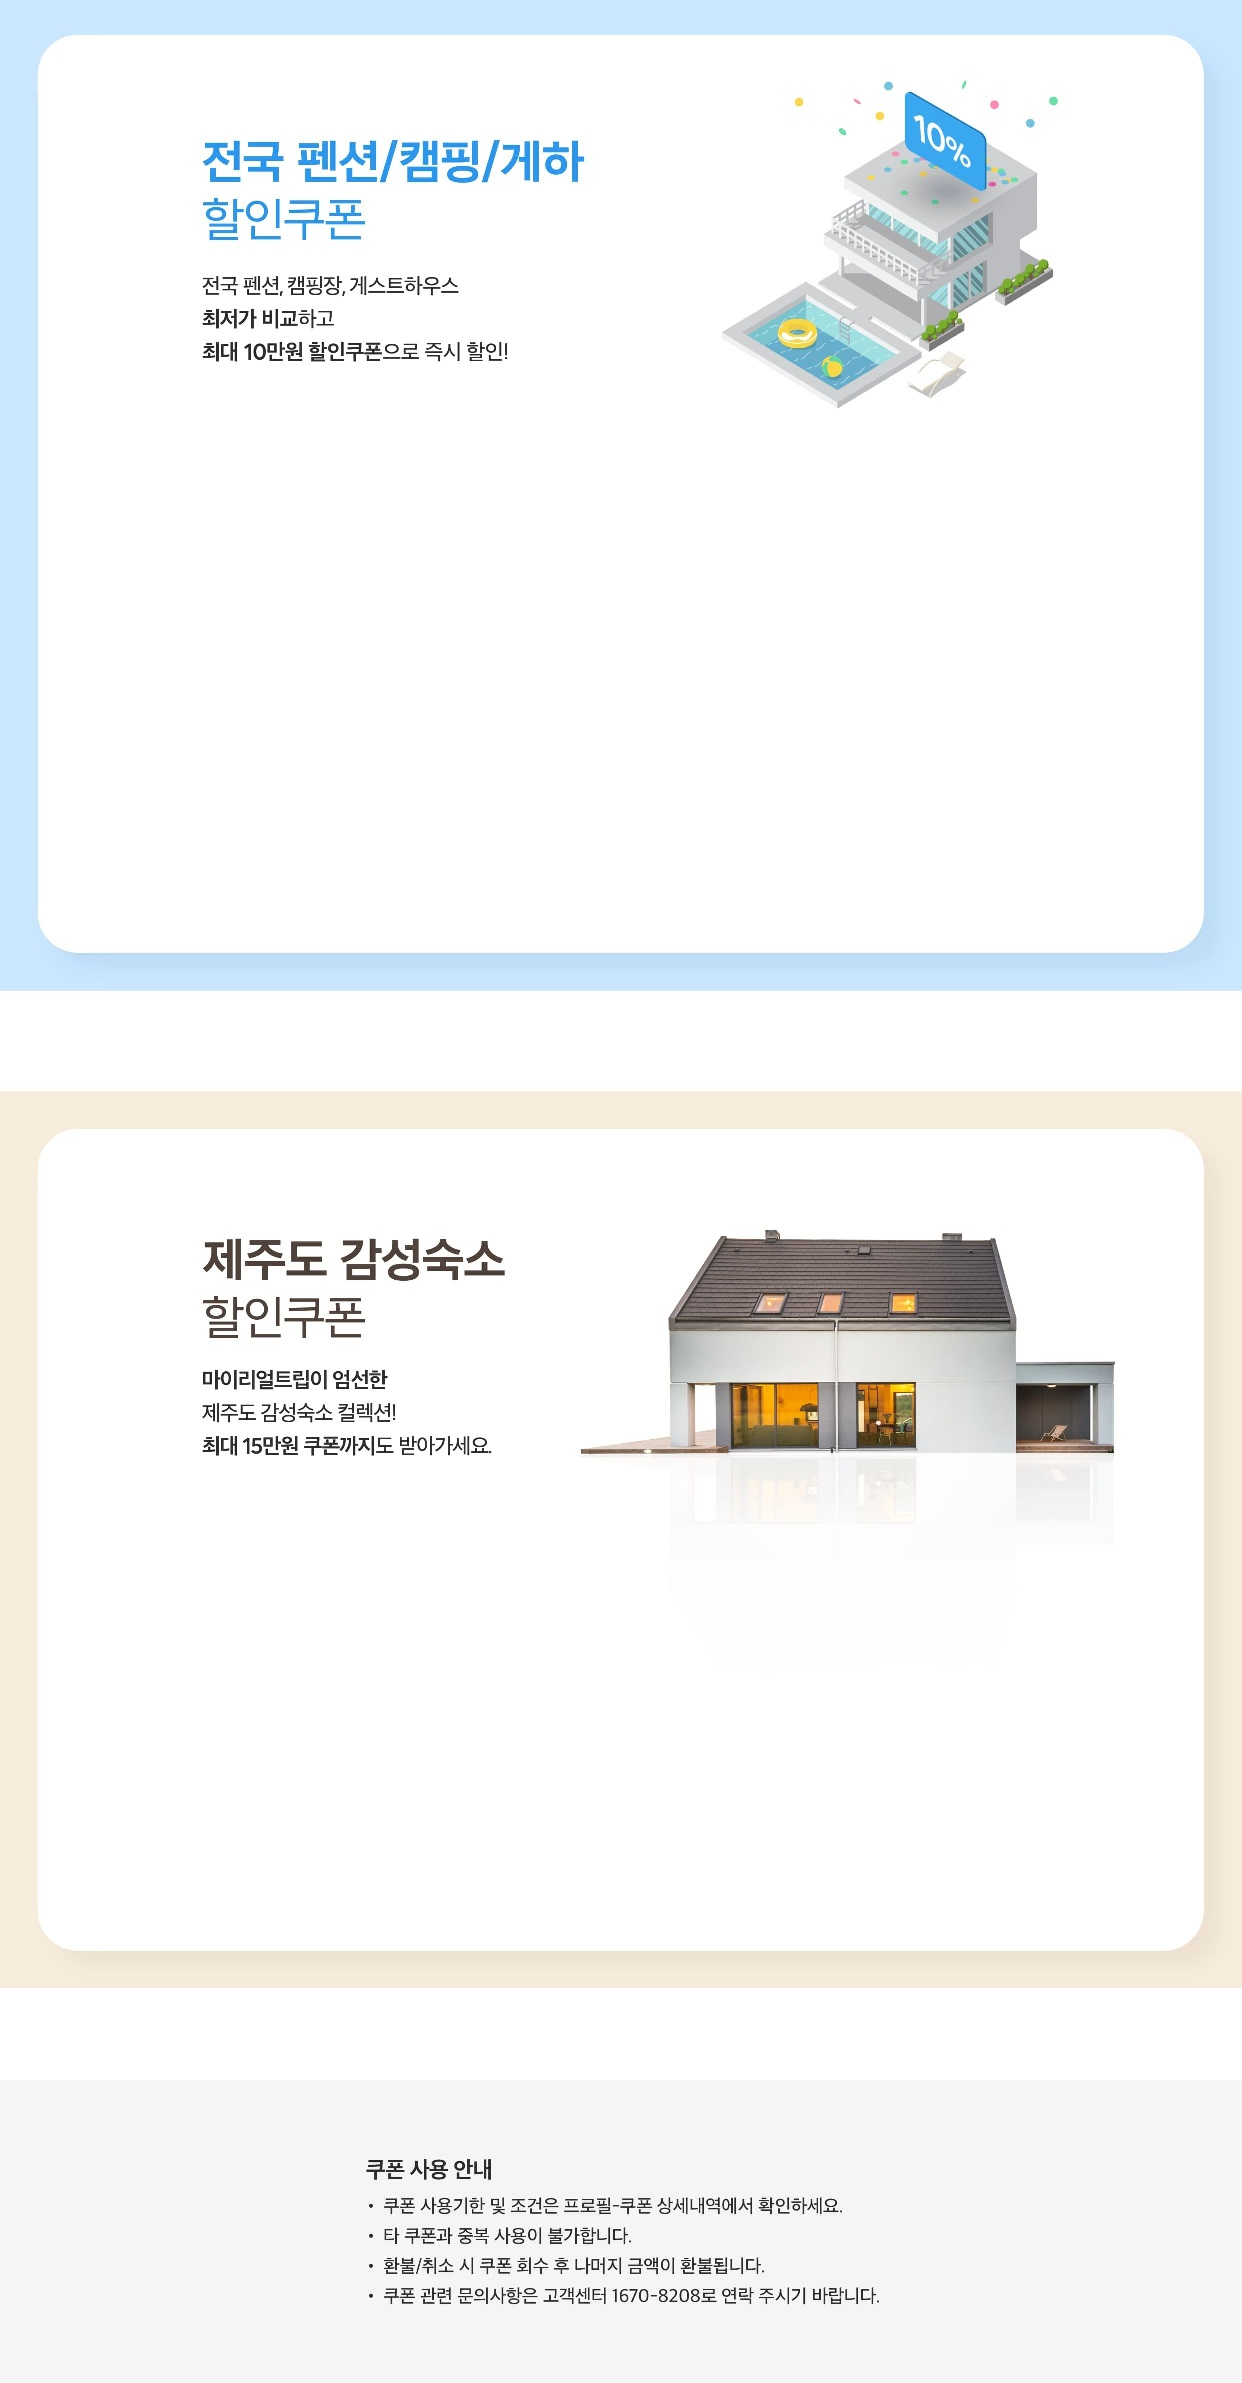 10%
전국 펜션/캠핑/게하
할인쿠폰
전국 펜션, 캠핑장, 게스트하우스
최저가 비교하고
최대 10만원 할인쿠폰으로 즉시 할인!
제주도 감성숙소
할인쿠폰
마이리얼트립이 엄선한
제주도 감성숙소 컬렉션!
최대 15만원 쿠폰까지도 받아가세요.
쿠폰 사용 안내
• 쿠폰 사용기한 및 조건은 프로필-쿠폰 상세내역에서 확인하세요.
• 타 쿠폰과 중복 사용이 불가합니다.
• 환불/취소 시 쿠폰 회수 후 나머지 금액이 환불됩니다.
• 쿠폰 관련 문의사항은 고객센터 1670-8208로 연락 주시기 바랍니다.